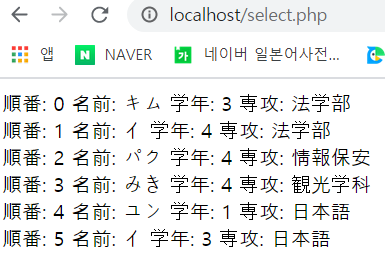 localhost/select.php
앱 NAVER 네이버 일본어사전...
順番: 0 名前: キム 学年: 3 専攻: 法学部
順番: 1 名前: イ 学年: 4 専攻: 法学部
順番: 2 名前: パク 学年: 4 専攻: 情報保安
順番: 3 名前: みき 学年: 4 専攻: 観光学科
順番: 4 名前: ユン 学年: 1 専攻: 日本語
順番: 5 名前: イ 学年: 3 専攻: 日本語